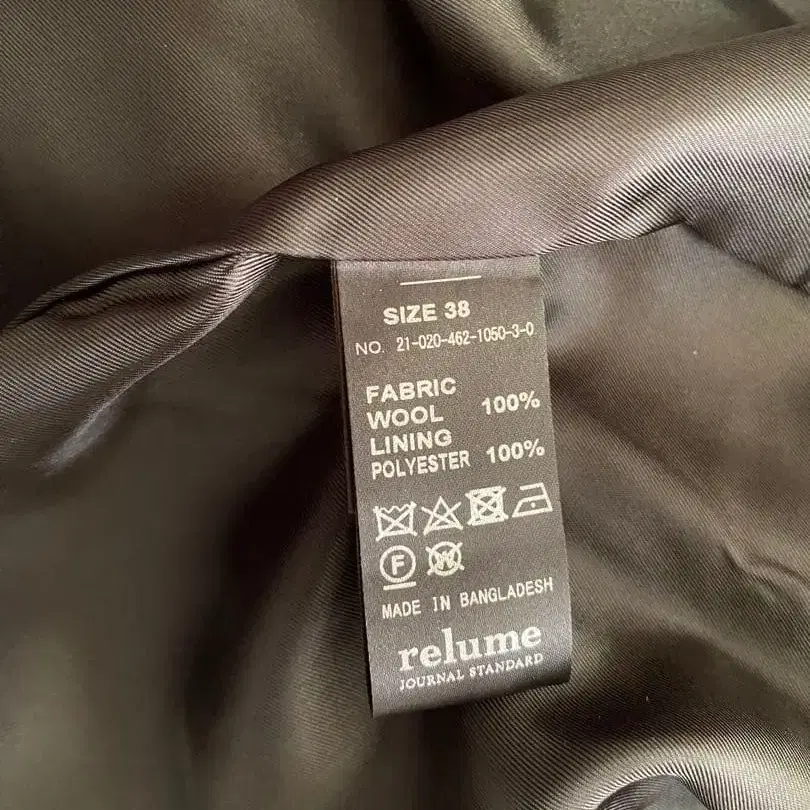 SIZE 38
NO. 21-020-462-1050-3-0
FABRIC
WOOL 100%
LINING
POLYESTER 100%
F W
MADE IN BANGLADESH
relume
JOURNAL STANDARD